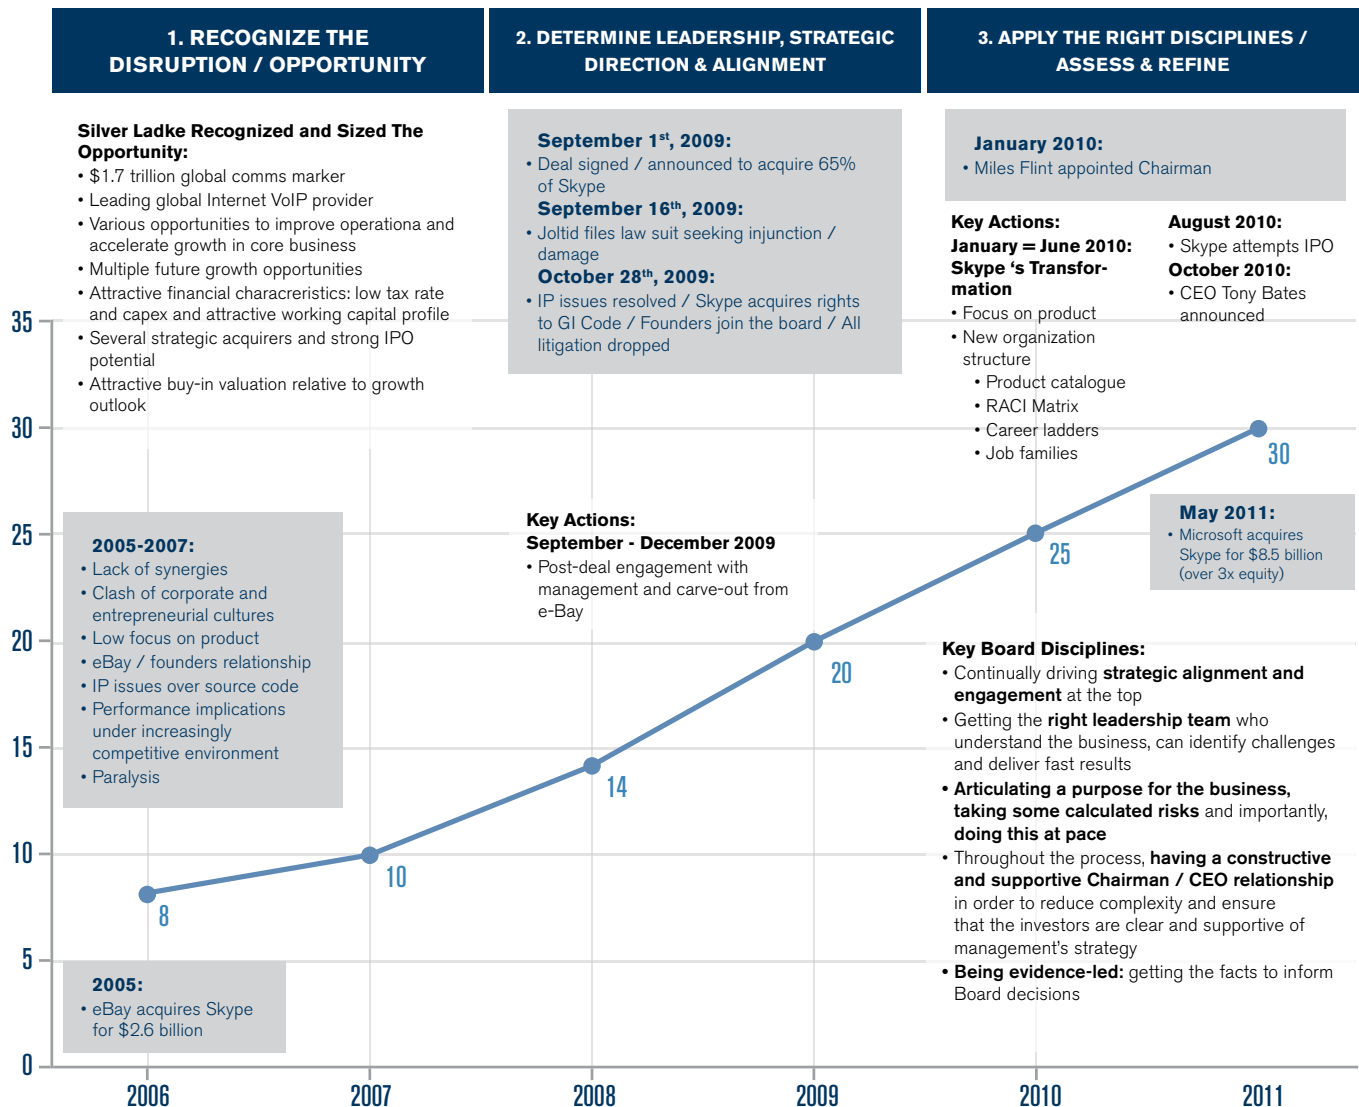 1. RECOGNIZE THE
DISRUPTION / OPPORTUNITY
2. DETERMINE LEADERSHIP, STRATEGIC
DIRECTION & ALIGNMENT
3. APPLY THE RIGHT DISCIPLINES /
ASSESS & REFINE
Silver Ladke Recognized and Sized The
Opportunity:
• $1.7 trillion global comms marker
• Leading global Internet VoIP provider
• Various opportunities to improve operationa and
accelerate growth in core business
• Multiple future growth opportunities
• Attractive financial characreristics: low tax rate
and capex and attractive working capital profile
• Several strategic acquirers and strong IPO
potential
• Attractive buy-in valuation relative to growth
outlook
2005-2007:
• Lack of synergies
• Clash of corporate and
entrepreneurial cultures
• Low focus on product
• eBay / founders relationship
• IP issues over source code
• Performance implications
under increasingly
competitive environment
• Paralysis
2005:
• eBay acquires Skype
for $2.6 billion
September 1st, 2009:
• Deal signed / announced to acquire 65%
of Skype
September 16th, 2009:
• Joltid files law suit seeking injunction /
damage
October 28th, 2009:
• IP issues resolved / Skype acquires rights
to GI Code / Founders join the board / All
litigation dropped
Key Actions:
September - December 2009
• Post-deal engagement with
management and carve-out from
e-Bay
January 2010:
• Miles Flint appointed Chairman
Key Actions:
January = June 2010:
Skype ‘s Transfor-
mation
• Focus on product
• New organization
structure
• Product catalogue
• RACI Matrix
• Career ladders
• Job families
August 2010:
• Skype attempts IPO
October 2010:
• CEO Tony Bates
announced
May 2011:
• Microsoft acquires
Skype for $8.5 billion
(over 3x equity)
Key Board Disciplines:
• Continually driving strategic alignment and
engagement at the top
• Getting the right leadership team who
understand the business, can identify challenges
and deliver fast results
• Articulating a purpose for the business,
taking some calculated risks and importantly,
doing this at pace
• Throughout the process, having a constructive
and supportive Chairman / CEO relationship
in order to reduce complexity and ensure
that the investors are clear and supportive of
management’s strategy
• Being evidence-led: getting the facts to inform
Board decisions
35
30
25
20
15
10
5
0
8
10
14
20
25
30
2006
2007
2008
2009
2010
2011